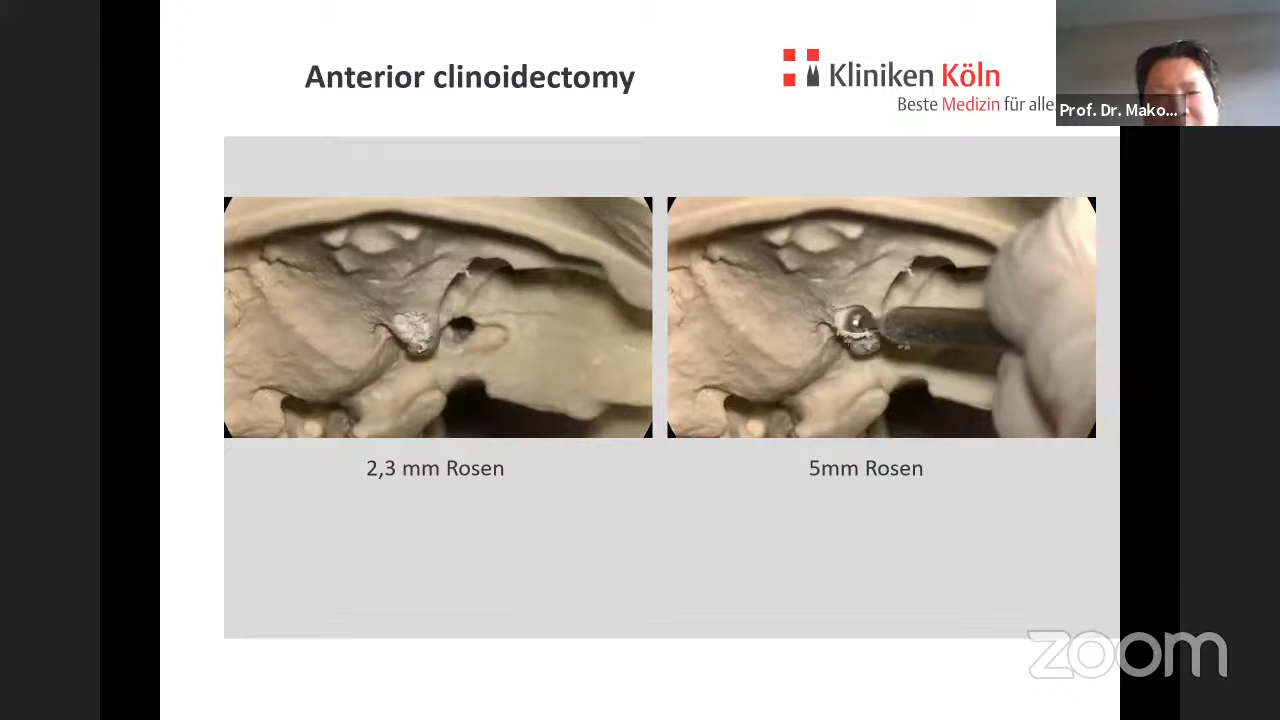 Anterior clinoidectomy
Kliniken Köln
Beste Medizin für alle
Prof. Dr. Mako...
2,3 mm Rosen
5mm Rosen
zoom